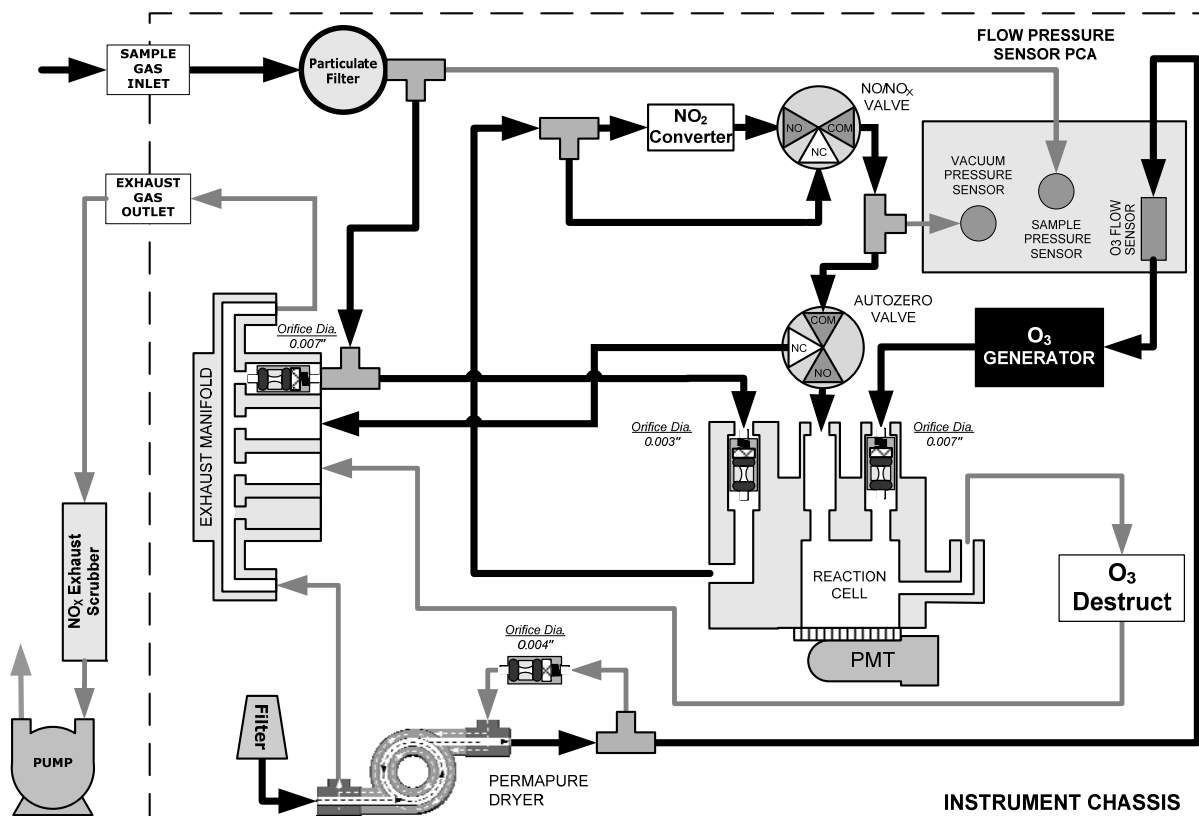 FLOW PRESSURE
SENSOR PCA
SAMPLE
GAS
INLET
Particulate
Filter
NO/NOX
VALVE
NO2
Converter
NO
COM
NC
VACUUM
PRESSURE
SENSOR
SAMPLE
PRESSURE
SENSOR
O3 FLOW
SENSOR
EXHAUST
GAS
OUTLET
AUTOZERO
VALVE
COM
NC
NO
O3
GENERATOR
Orifice Dia.
0.007"
EXHAUST MANIFOLD
Orifice Dia.
0.003"
Orifice Dia.
0.007"
NOX Exhaust
Scrubber
REACTION
CELL
O3
Destruct
PMT
Orifice Dia.
0.004"
Filter
PUMP
PERMAPURE
DRYER
INSTRUMENT CHASSIS